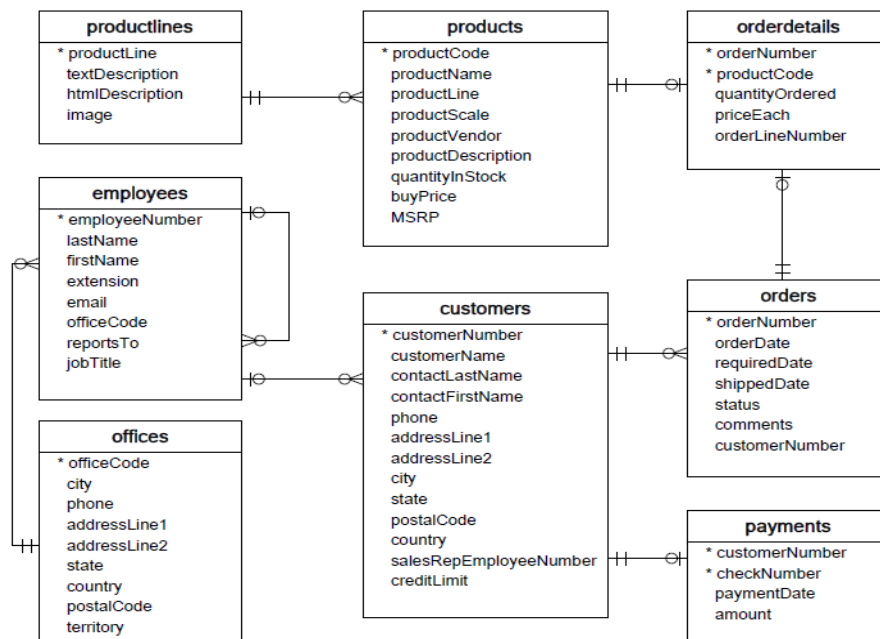 productlines
* productLine
textDescription
htmlDescription
image
products
* productCode
productName
productLine
productScale
productVendor
productDescription
quantityInStock
buyPrice
MSRP
orderdetails
* orderNumber
* productCode
quantityOrdered
priceEach
orderLineNumber
employees
* employeeNumber
lastName
firstName
extension
email
officeCode
reportsTo
jobTitle
customers
* customerNumber
customerName
contactLastName
contactFirstName
phone
addressLine1
addressLine2
city
state
postalCode
country
salesRepEmployeeNumber
creditLimit
orders
* orderNumber
orderDate
requiredDate
shippedDate
status
comments
customerNumber
offices
* officeCode
city
phone
addressLine1
addressLine2
state
country
postalCode
territory
payments
* customerNumber
* checkNumber
paymentDate
amount